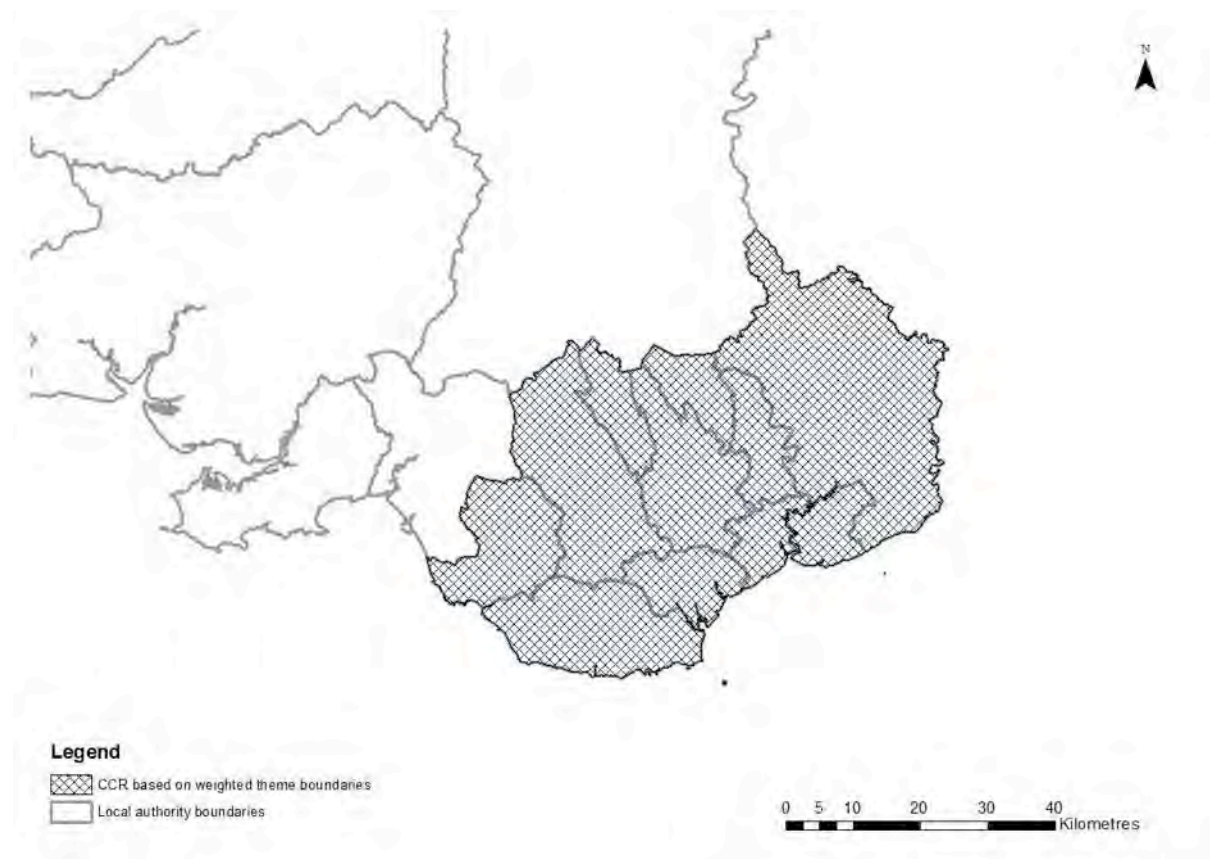 N
Legend
CCR based on weighted theme boundaries
Local authority boundaries
0 5 10 20 30 40
Kilometres